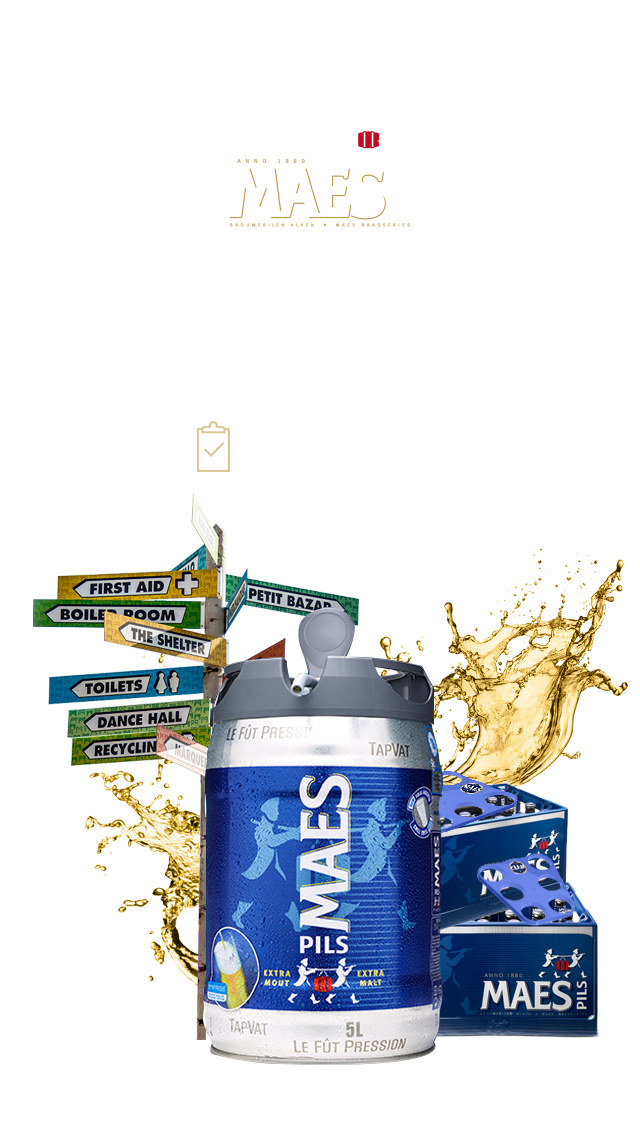 ANNO 1880
MAES
BROUWERIJEN ALKEN • MAES BRASSERIES
FIRST AID
BOILER ROOM
PETIT BAZAR
THE SHELTER
TOILETS
DANCE HALL
RECYCLIN
MARQUE
LE FÛT PRESSI
TAPVAT
MAES
PILS
EXTRA MOUT
EXTRA MALT
TAPVAT
5L
LE FÛT PRESSION
MAES
ANNO 1880
MAES
PILS